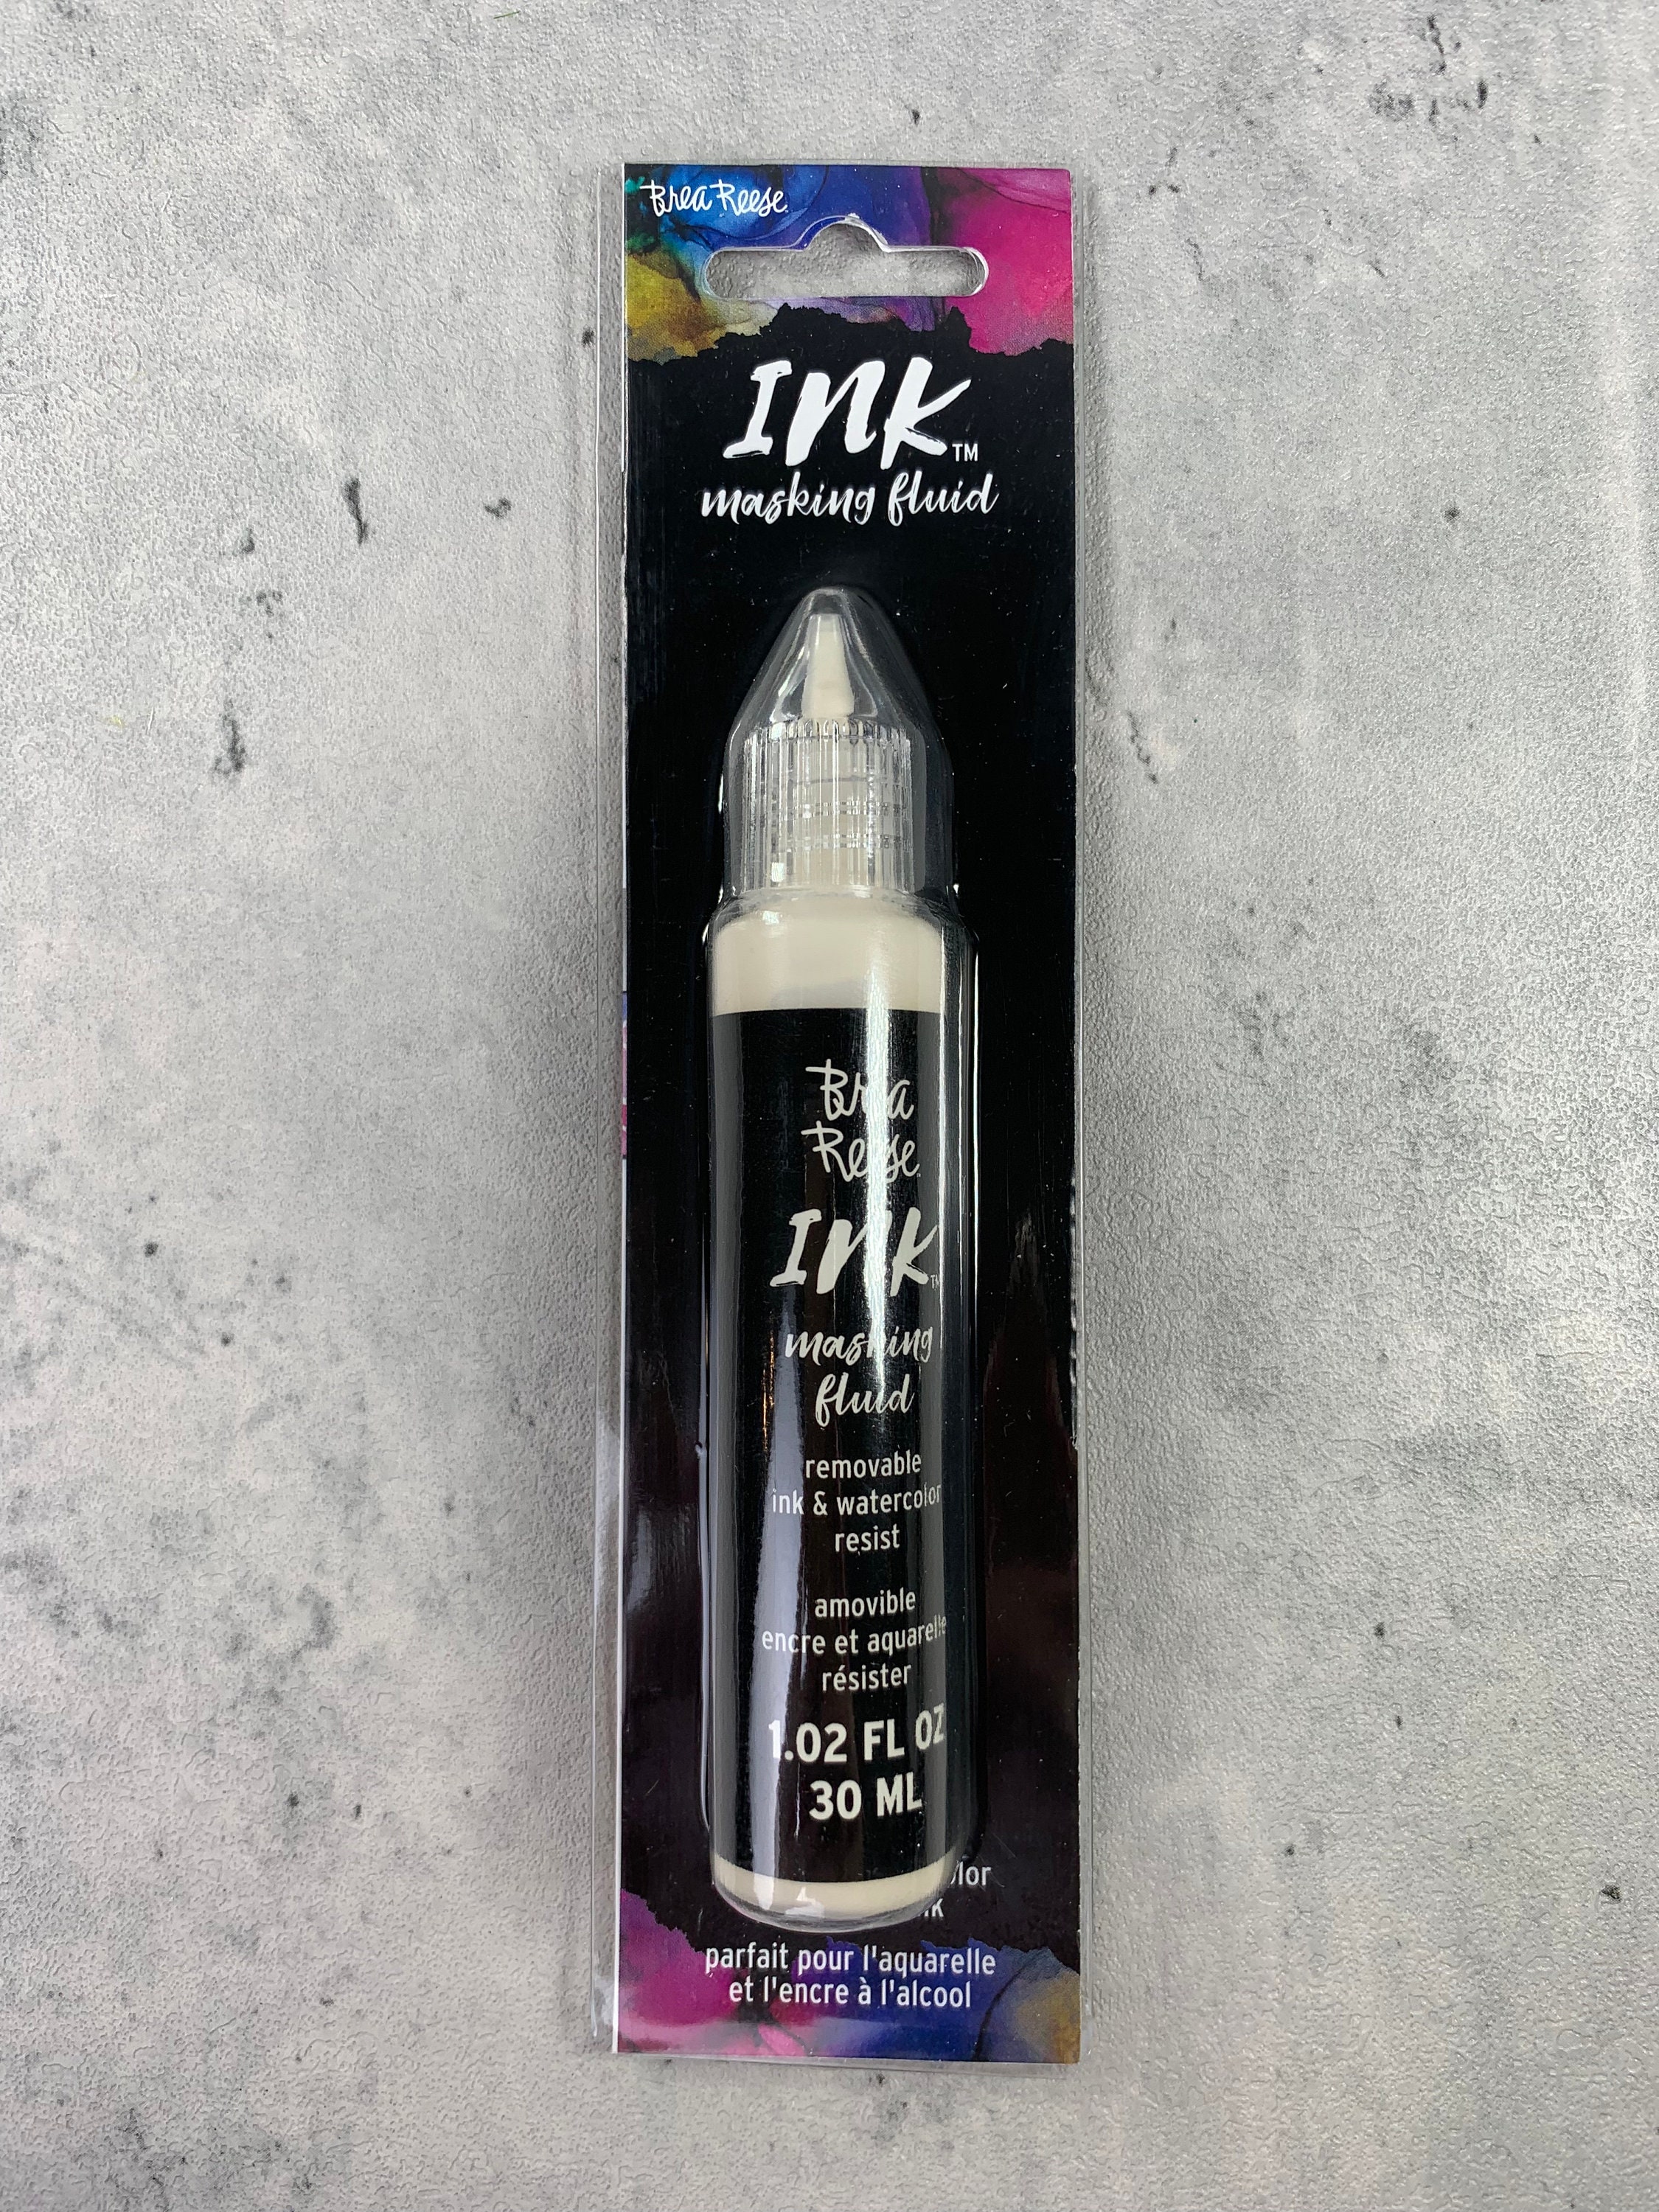 Brea Reese
Ink™
masking fluid
Brea
Reese
Ink™
masking
fluid
removable
ink & watercolor
resist
amovible
encre et aquarelle
résister
1.02 FL OZ
30 ML
parfait pour l'aquarelle
et l'encre à l'alcool